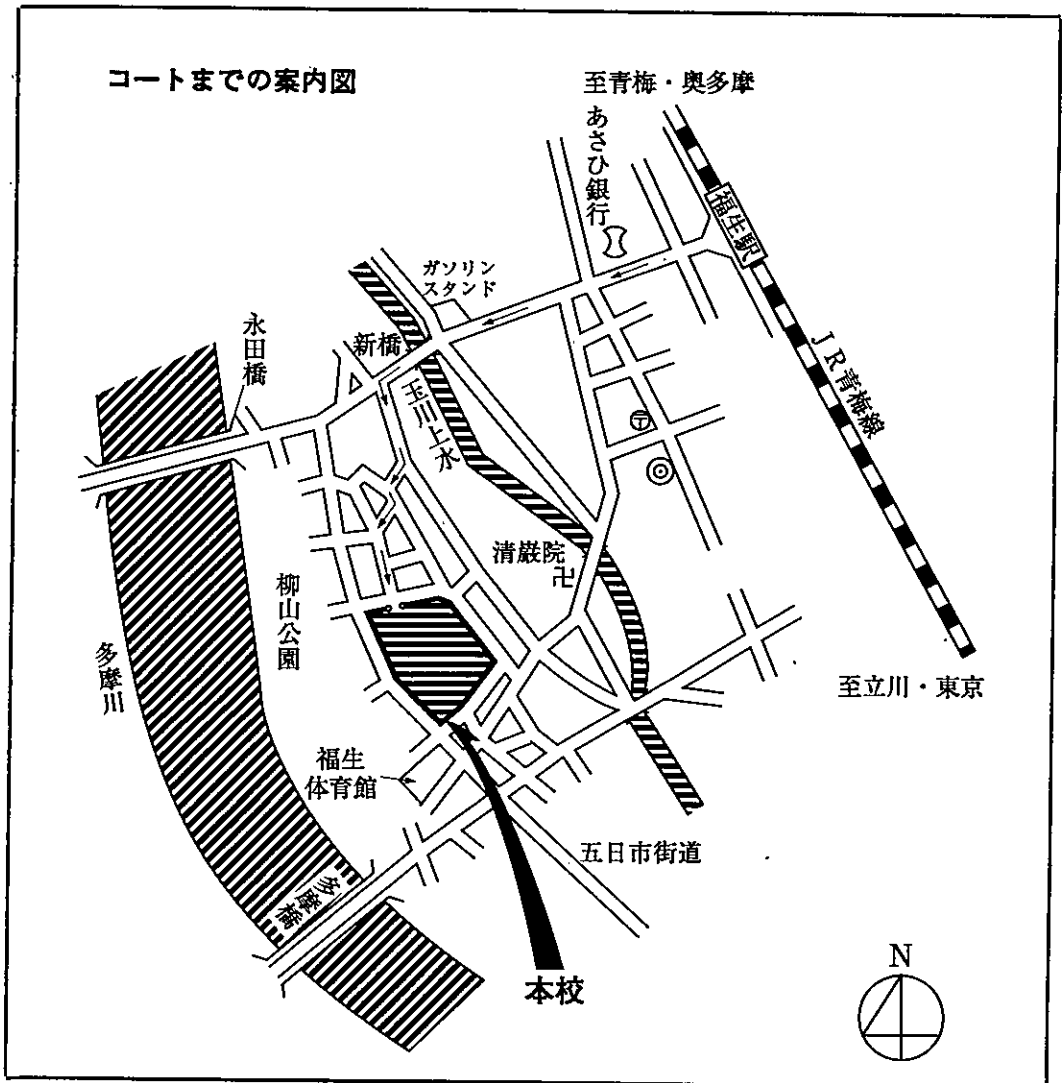 コートまでの案内図
至青梅・奥多摩
あさひ銀行
福生駅
ガソリン
スタンド
JR青梅線
永田橋
新橋
玉川上水
〒
清巌院
卍
柳山公園
多摩川
至立川・東京
福生
体育館
五日市街道
多摩橋
本校
N